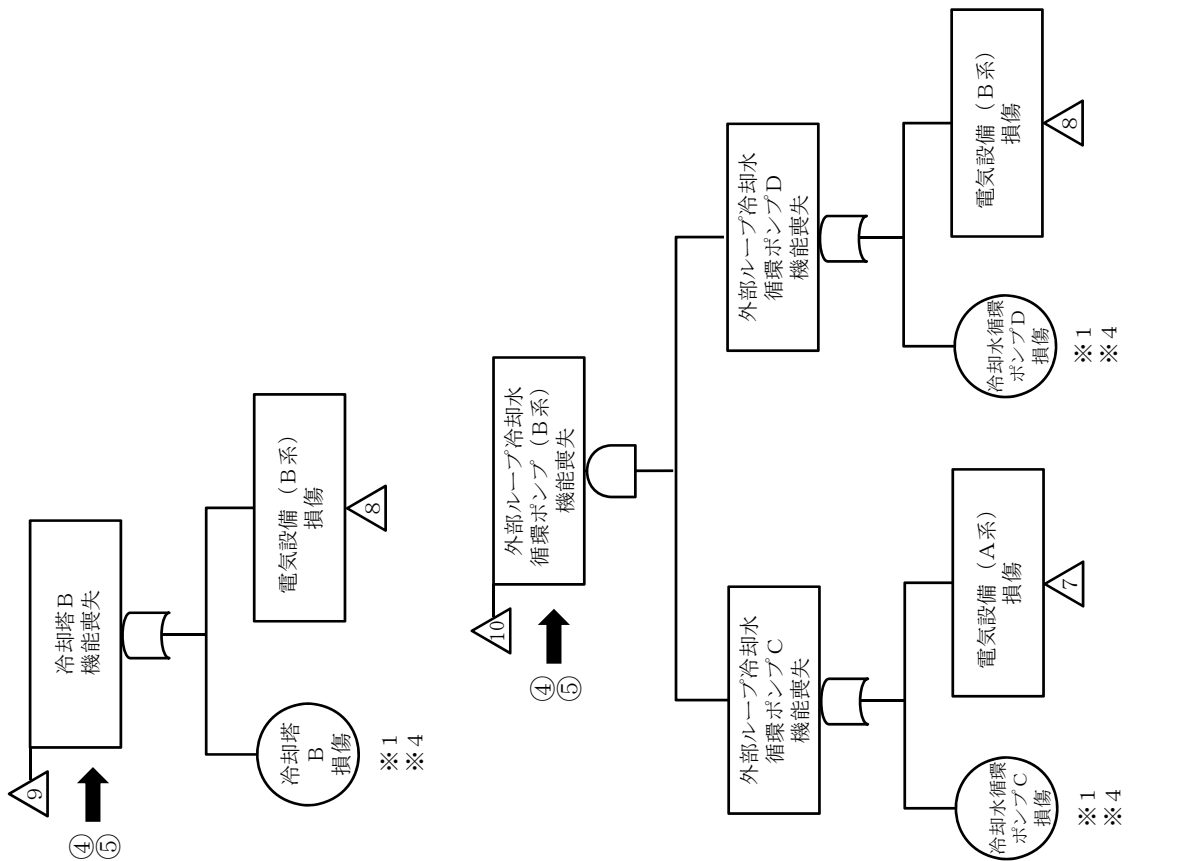 9
④
⑤
冷却塔B
機能喪失
冷却塔
B
損傷
※1
※4
電気設備（B系）
損傷
8
10
④
⑤
外部ループ冷却水
循環ポンプ（B系）
機能喪失
外部ループ冷却水
循環ポンプC
機能喪失
冷却水循環
ポンプC
損傷
※1
※4
電気設備（A系）
損傷
7
外部ループ冷却水
循環ポンプD
機能喪失
冷却水循環
ポンプD
損傷
※1
※4
電気設備（B系）
損傷
8